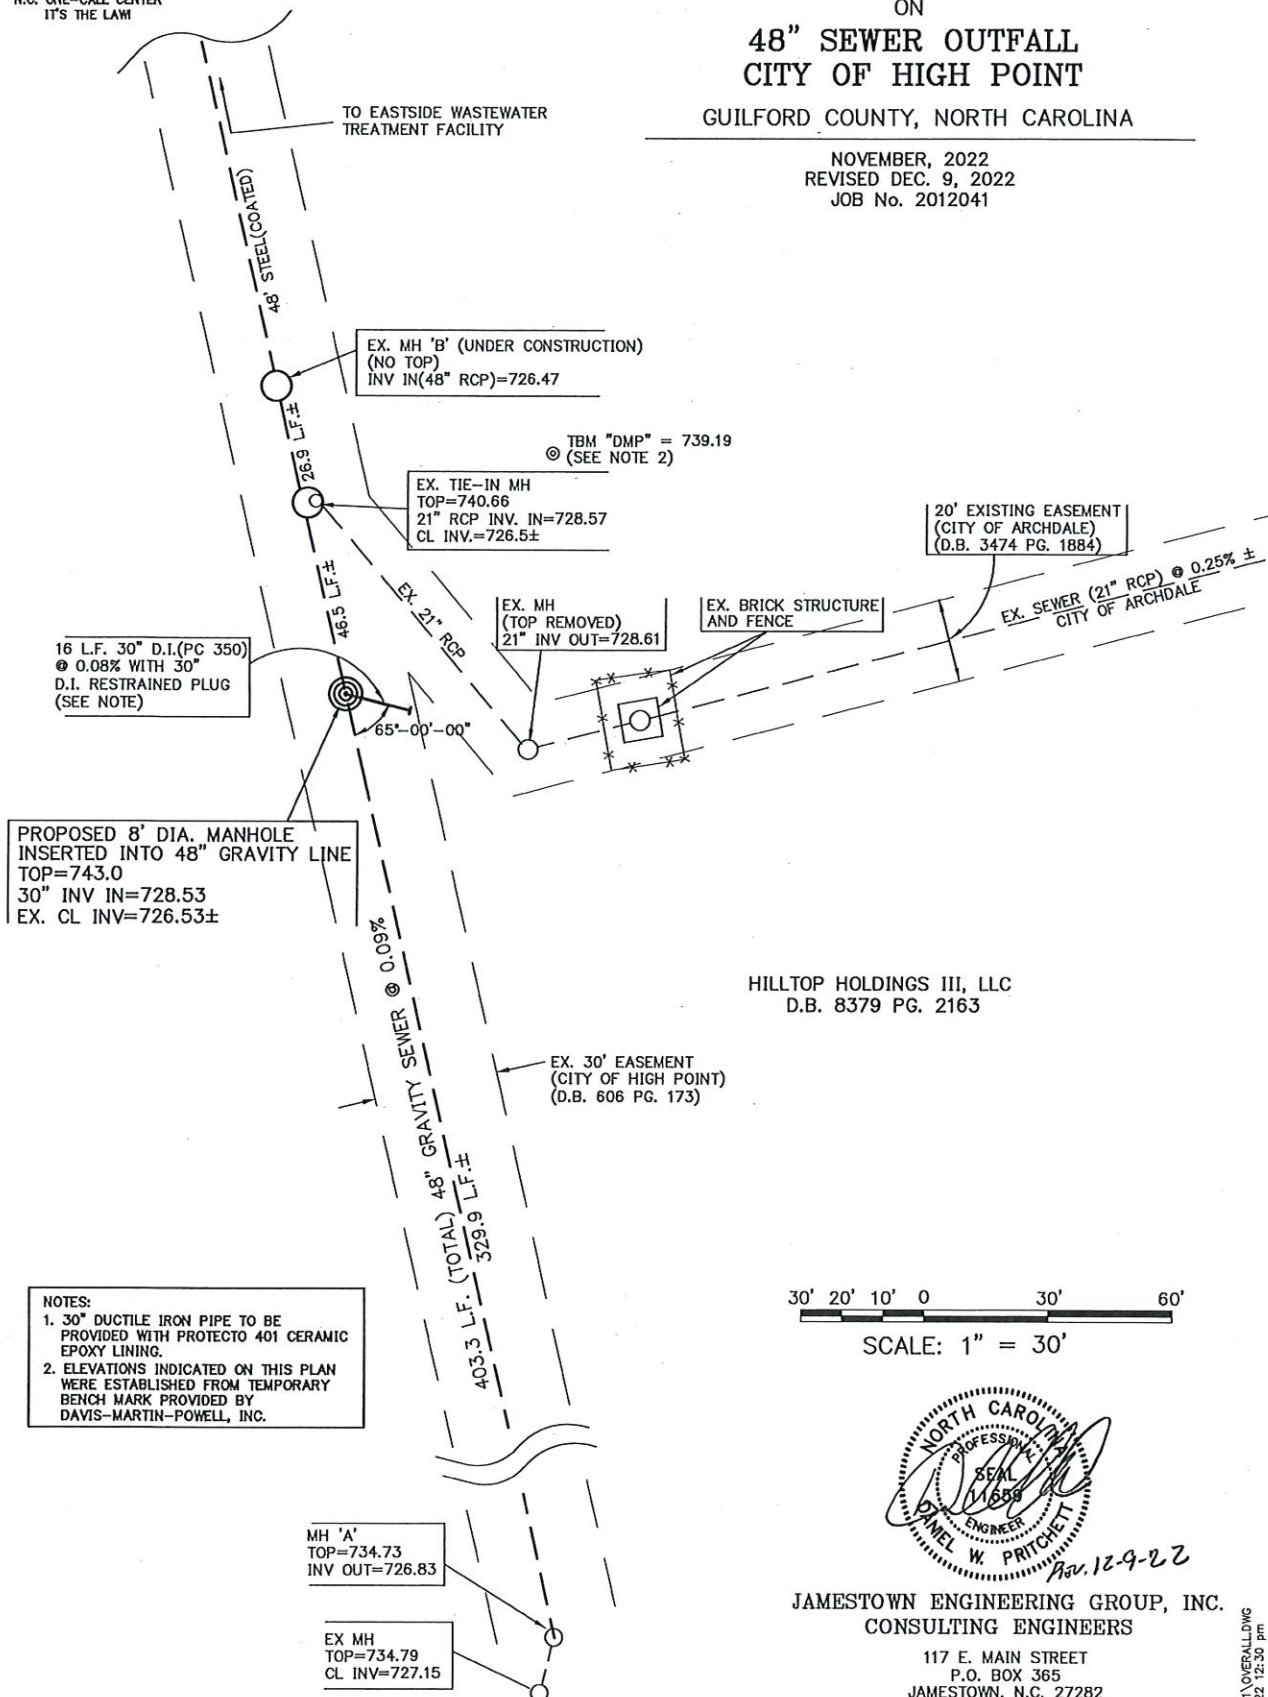 N.C. ONE-CALL CENTER
IT'S THE LAW!
ON
48" SEWER OUTFALL
CITY OF HIGH POINT
GUILFORD COUNTY, NORTH CAROLINA
NOVEMBER, 2022
REVISED DEC. 9, 2022
JOB No. 2012041
TO EASTSIDE WASTEWATER
TREATMENT FACILITY
48' STEEL(COATED)
EX. MH 'B' (UNDER CONSTRUCTION)
(NO TOP)
INV IN(48" RCP)=726.47
26.9 L.F.±
TBM "DMP" = 739.19
(SEE NOTE 2)
EX. TIE-IN MH
TOP=740.66
21" RCP INV. IN=728.57
CL INV.=726.5±
20' EXISTING EASEMENT
(CITY OF ARCHDALE)
(D.B. 3474 PG. 1884)
EX. SEWER (21" RCP) @ 0.25% ±
CITY OF ARCHDALE
46.5 L.F.±
EX. 21" RCP
EX. MH
(TOP REMOVED)
21" INV OUT=728.61
EX. BRICK STRUCTURE
AND FENCE
16 L.F. 30" D.I.(PC 350)
@ 0.08% WITH 30"
D.I. RESTRAINED PLUG
(SEE NOTE)
65°-00'-00"
PROPOSED 8' DIA. MANHOLE
INSERTED INTO 48" GRAVITY LINE
TOP=743.0
30" INV IN=728.53
EX. CL INV=726.53±
HILLTOP HOLDINGS III, LLC
D.B. 8379 PG. 2163
EX. 30' EASEMENT
(CITY OF HIGH POINT)
(D.B. 606 PG. 173)
403.3 L.F. (TOTAL) 48" GRAVITY SEWER @ 0.09%
329.9 L.F.±
NOTES:
1. 30" DUCTILE IRON PIPE TO BE
PROVIDED WITH PROTECTO 401 CERAMIC
EPOXY LINING.
2. ELEVATIONS INDICATED ON THIS PLAN
WERE ESTABLISHED FROM TEMPORARY
BENCH MARK PROVIDED BY
DAVIS-MARTIN-POWELL, INC.
30' 20' 10' 0 30' 60'
SCALE: 1" = 30'
NORTH CAROLINA
PROFESSIONAL
SEAL
11659
ENGINEER
DANIEL W. PRITCHETT
Rev. 12-9-22
MH 'A'
TOP=734.73
INV OUT=726.83
EX MH
TOP=734.79
CL INV=727.15
JAMESTOWN ENGINEERING GROUP, INC.
CONSULTING ENGINEERS
117 E. MAIN STREET
P.O. BOX 365
JAMESTOWN, N.C. 27282
\OVERALL.DWG
22 12:30 pm